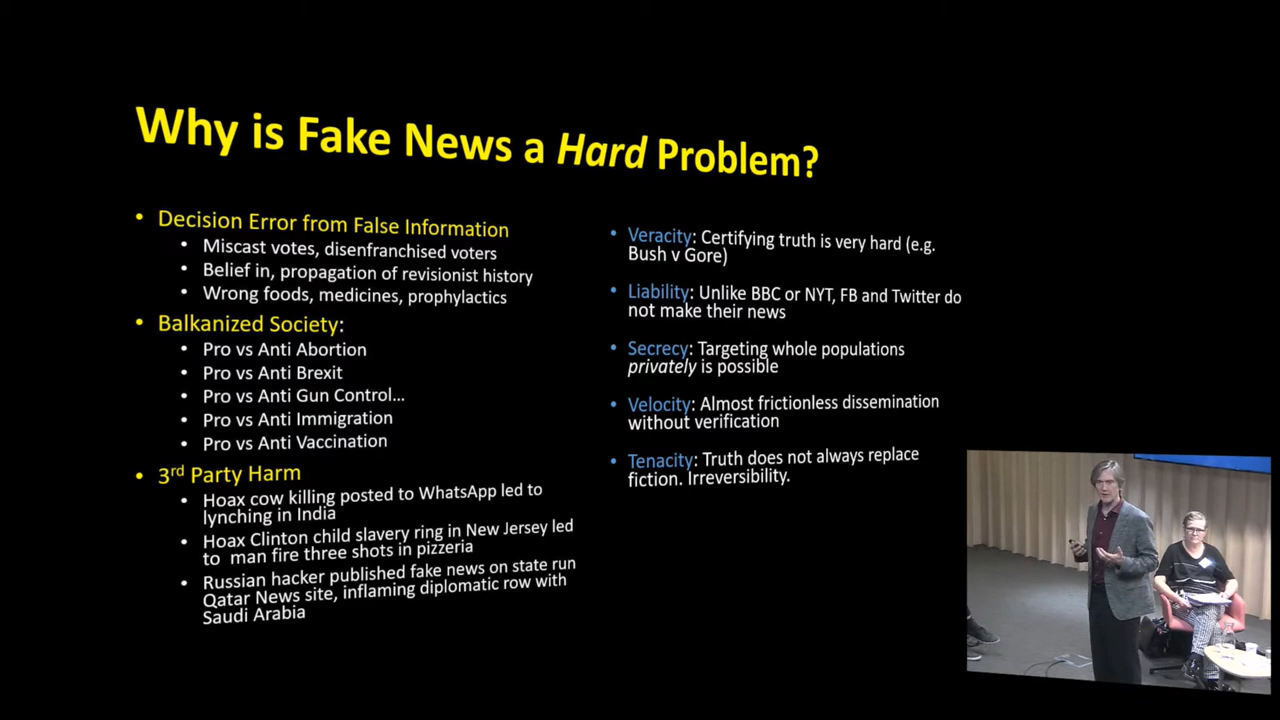 Why is Fake News a Hard Problem?
• Decision Error from False Information
• Miscast votes, disenfranchised voters
• Belief in, propagation of revisionist history
• Wrong foods, medicines, prophylactics
• Balkanized Society:
• Pro vs Anti Abortion
• Pro vs Anti Brexit
• Pro vs Anti Gun Control...
• Pro vs Anti Immigration
• Pro vs Anti Vaccination
• 3rd Party Harm
• Hoax cow killing posted to WhatsApp led to
lynching in India
• Hoax Clinton child slavery ring in New Jersey led
to man fire three shots in pizzeria
• Russian hacker published fake news on state run
Qatar News site, inflaming diplomatic row with
Saudi Arabia
• Veracity: Certifying truth is very hard (e.g.
Bush v Gore)
• Liability: Unlike BBC or NYT, FB and Twitter do
not make their news
• Secrecy: Targeting whole populations
privately is possible
• Velocity: Almost frictionless dissemination
without verification
• Tenacity: Truth does not always replace
fiction. Irreversibility.